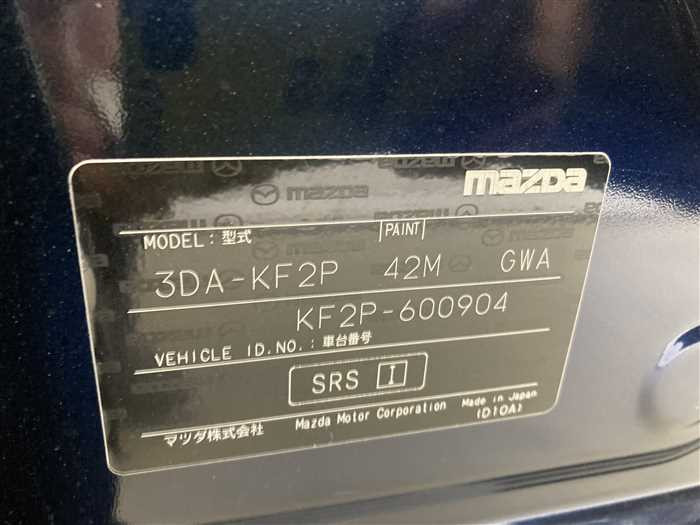 mazda
mazda
MODEL: 型式 PAINT
3DA-KF2P 42M GWA
KF2P-600904
VEHICLE ID.NO.: 車台番号
SRS I
マツダ株式会社 Mazda Motor Corporation Made in Japan
(D10A)